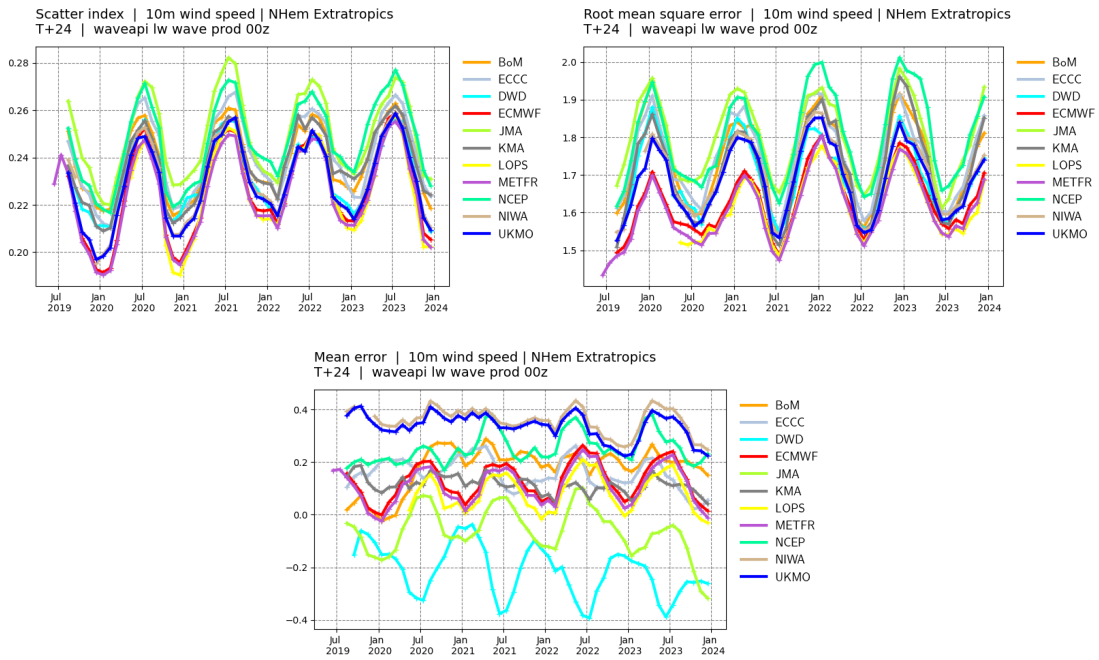 Scatter index | 10m wind speed | NHem Extratropics
T+24 | waveapi lw wave prod 00z
0.28
0.26
0.24
0.22
0.20
Jul 2019
Jan 2020
Jul 2020
Jan 2021
Jul 2021
Jan 2022
Jul 2022
Jan 2023
Jul 2023
Jan 2024
BoM
ECCC
DWD
ECMWF
JMA
KMA
LOPS
METFR
NCEP
NIWA
UKMO
Root mean square error | 10m wind speed | NHem Extratropics
T+24 | waveapi lw wave prod 00z
2.0
1.9
1.8
1.7
1.6
1.5
Jul 2019
Jan 2020
Jul 2020
Jan 2021
Jul 2021
Jan 2022
Jul 2022
Jan 2023
Jul 2023
Jan 2024
BoM
ECCC
DWD
ECMWF
JMA
KMA
LOPS
METFR
NCEP
NIWA
UKMO
Mean error | 10m wind speed | NHem Extratropics
T+24 | waveapi lw wave prod 00z
0.4
0.2
0.0
−0.2
−0.4
Jul 2019
Jan 2020
Jul 2020
Jan 2021
Jul 2021
Jan 2022
Jul 2022
Jan 2023
Jul 2023
Jan 2024
BoM
ECCC
DWD
ECMWF
JMA
KMA
LOPS
METFR
NCEP
NIWA
UKMO